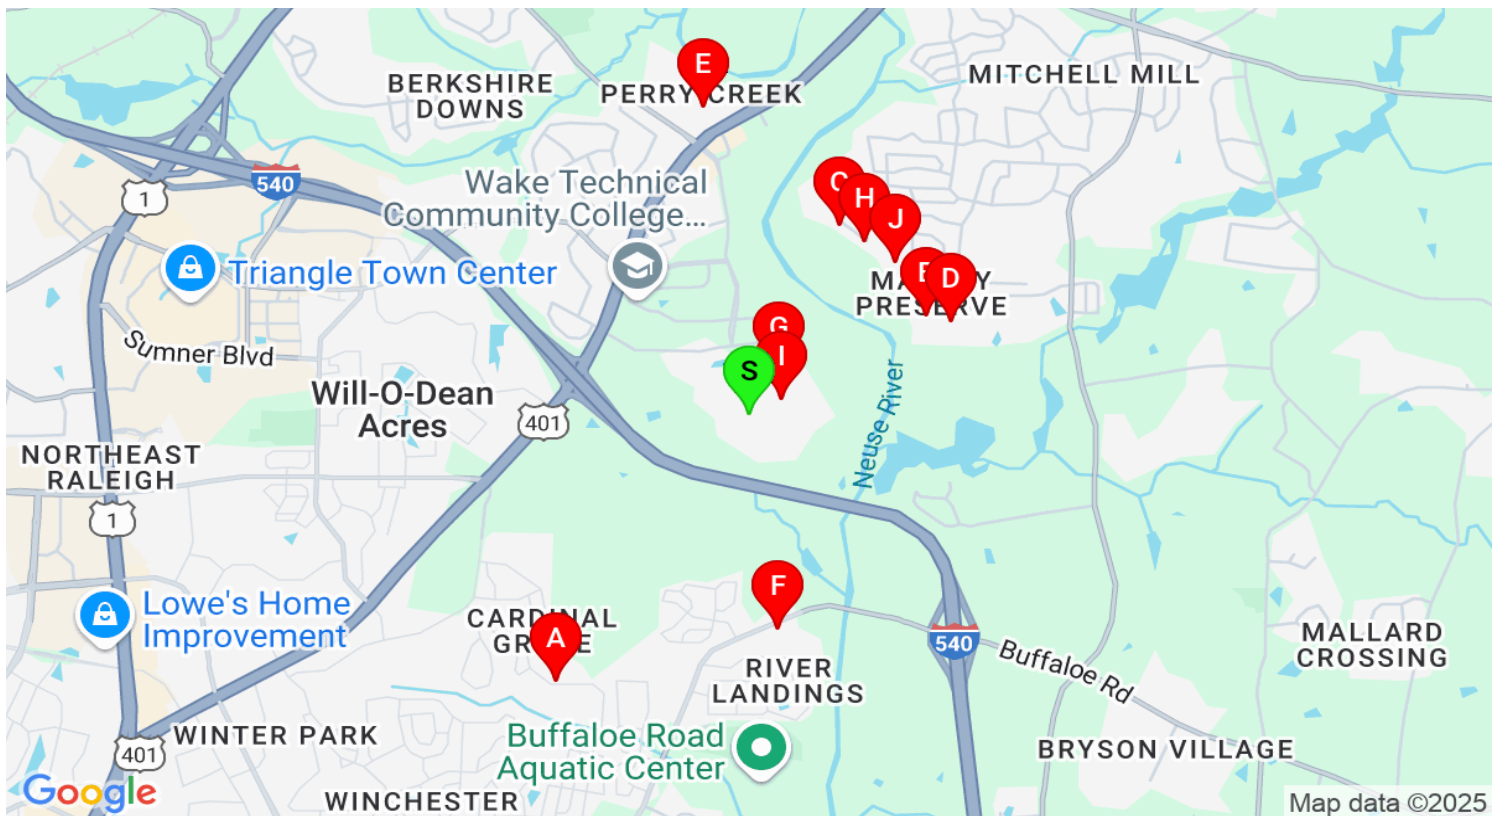 E
BERKSHIRE
DOWNS
PERRY CREEK
MITCHELL MILL
540
1
Wake Technical
Community College...
C
H
J
Triangle Town Center
B
D
PRESERVE
G
I
S
Sumner Blvd
Will-O-Dean
Acres
401
Neuse River
NORTHEAST
RALEIGH
1
F
Lowe's Home
Improvement
CARDINAL
A
540
Buffaloe Rd
MALLARD
CROSSING
RIVER
LANDINGS
WINTER PARK
401
Buffaloe Road
Aquatic Center
BRYSON VILLAGE
Google
WINCHESTER
Map data ©2025